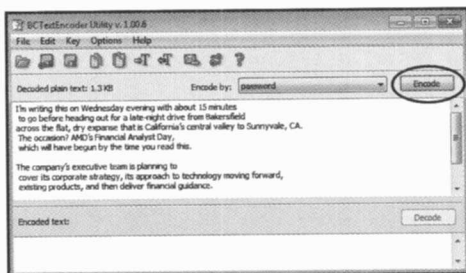 BCTextEncoder Utility v. 1.00.6
File Edit Key Options Help
Decoded plain text: 1.3 KB Encode by: password Encode
I'm writing this on Wednesday evening with about 15 minutes
to go before heading out for a late-night drive from Bakersfield
across the flat, dry expanse that is California's central valley to Sunnyvale, CA.
The occasion? AMD's Financial Analyst Day,
which will have begun by the time you read this.
The company's executive team is planning to
cover its corporate strategy, its approach to technology moving forward,
existing products, and then deliver financial guidance.
Encoded text: Decode